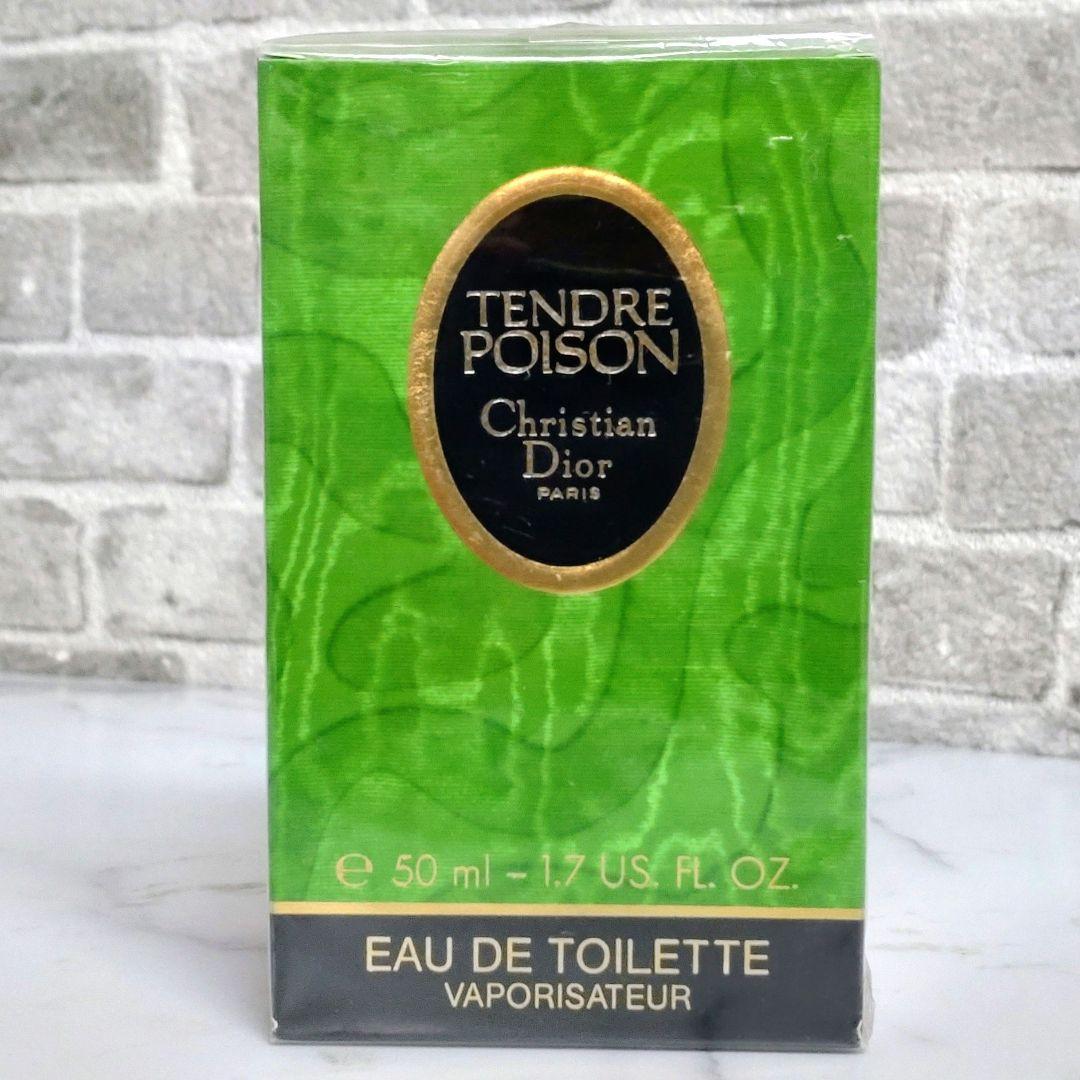 TENDRE
POISON
Christian
Dior
PARIS
℮ 50 ml – 1.7 US. FL. OZ.
EAU DE TOILETTE
VAPORISATEUR